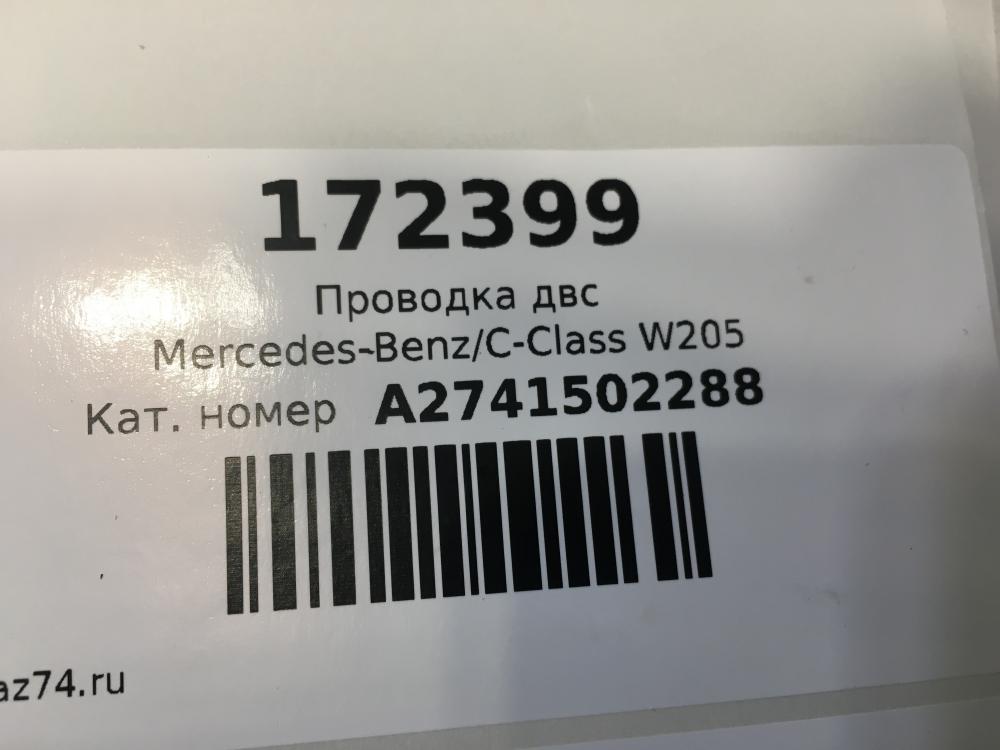 172399
Проводка двс
Mercedes-Benz/C-Class W205
Кат. номер A2741502288
az74.ru